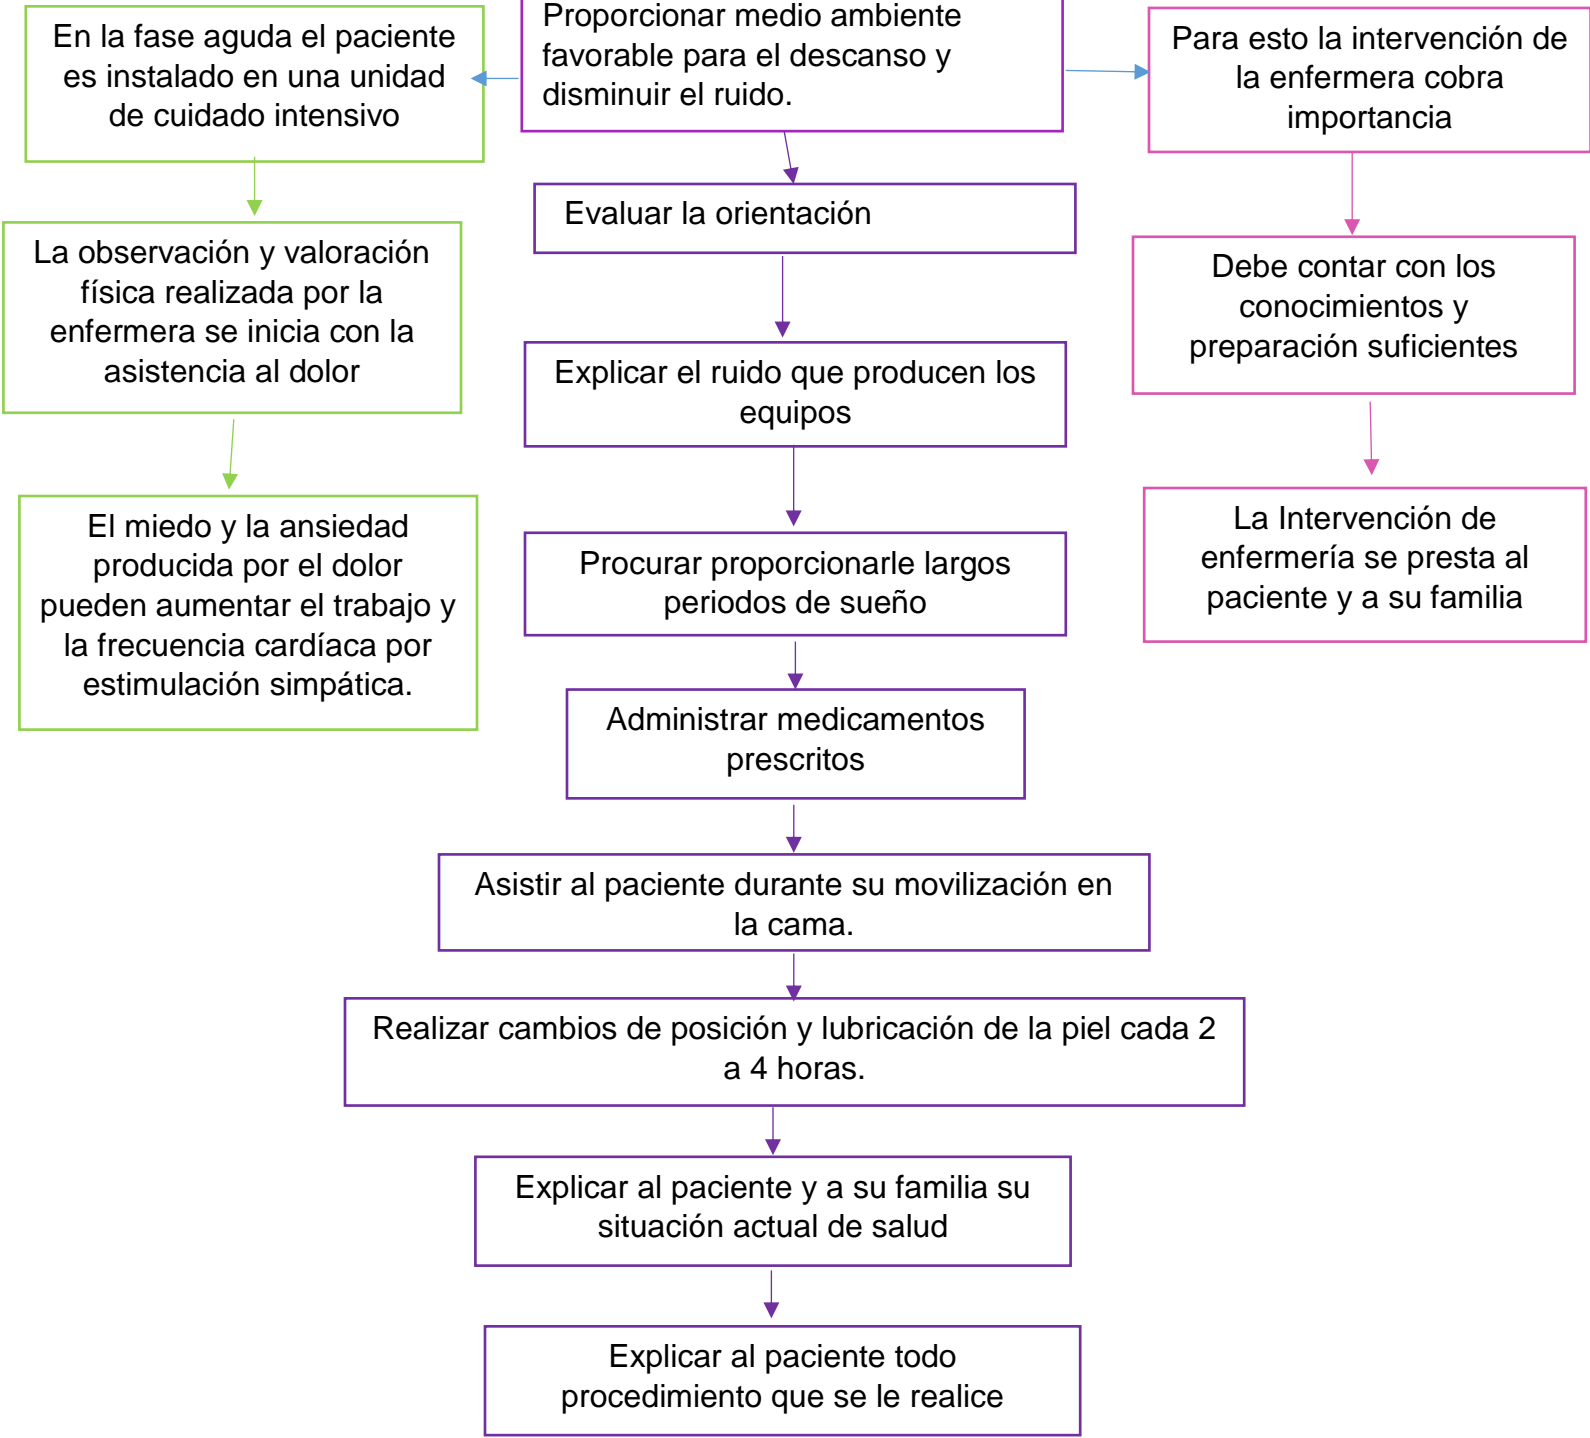 En la fase aguda el paciente
es instalado en una unidad
de cuidado intensivo
Proporcionar medio ambiente
favorable para el descanso y
disminuir el ruido.
Para esto la intervención de
la enfermera cobra
importancia
La observación y valoración
física realizada por la
enfermera se inicia con la
asistencia al dolor
Evaluar la orientación
Debe contar con los
conocimientos y
preparación suficientes
Explicar el ruido que producen los
equipos
El miedo y la ansiedad
producida por el dolor
pueden aumentar el trabajo y
la frecuencia cardíaca por
estimulación simpática.
Procurar proporcionarle largos
periodos de sueño
La Intervención de
enfermería se presta al
paciente y a su familia
Administrar medicamentos
prescritos
Asistir al paciente durante su movilización en
la cama.
Realizar cambios de posición y lubricación de la piel cada 2
a 4 horas.
Explicar al paciente y a su familia su
situación actual de salud
Explicar al paciente todo
procedimiento que se le realice